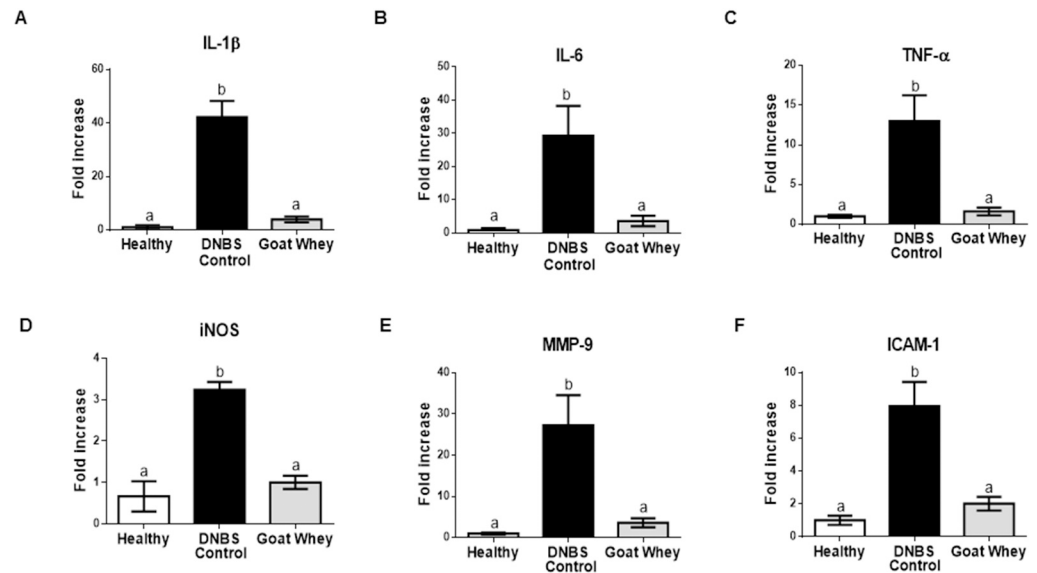 A
IL-1β
Fold increase
60
40
20
0
b
a
a
Healthy
DNBS
Control
Goat Whey
B
IL-6
Fold increase
50
40
30
20
10
0
b
a
a
Healthy
DNBS
Control
Goat Whey
C
TNF-α
Fold increase
20
15
10
5
0
b
a
a
Healthy
DNBS
Control
Goat Whey
D
iNOS
Fold increase
4
3
2
1
0
b
a
a
Healthy
DNBS
Control
Goat Whey
E
MMP-9
Fold increase
40
30
20
10
0
b
a
a
Healthy
DNBS
Control
Goat Whey
F
ICAM-1
Fold increase
10
8
6
4
2
0
b
a
a
Healthy
DNBS
Control
Goat Whey